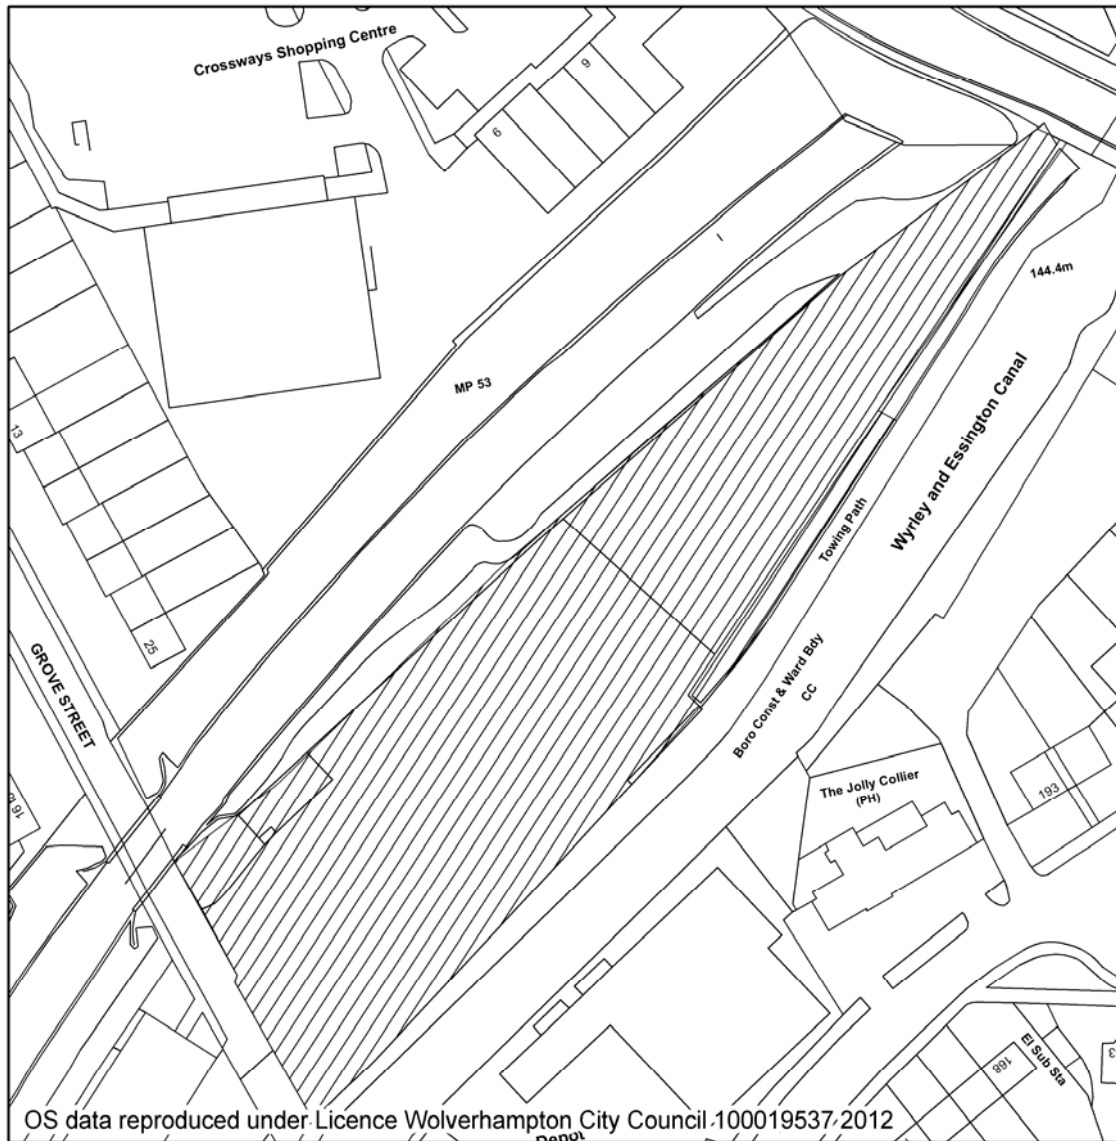 Crossways Shopping Centre
9
6
MP 53
144.4m
13
Wyrley and Essington Canal
Towing Path
25
GROVE STREET
Boro Const & Ward Bdy
CC
The Jolly Collier
(PH)
193
El Sub Sta
168
Depot
OS data reproduced under Licence Wolverhampton City Council 100019537 2012